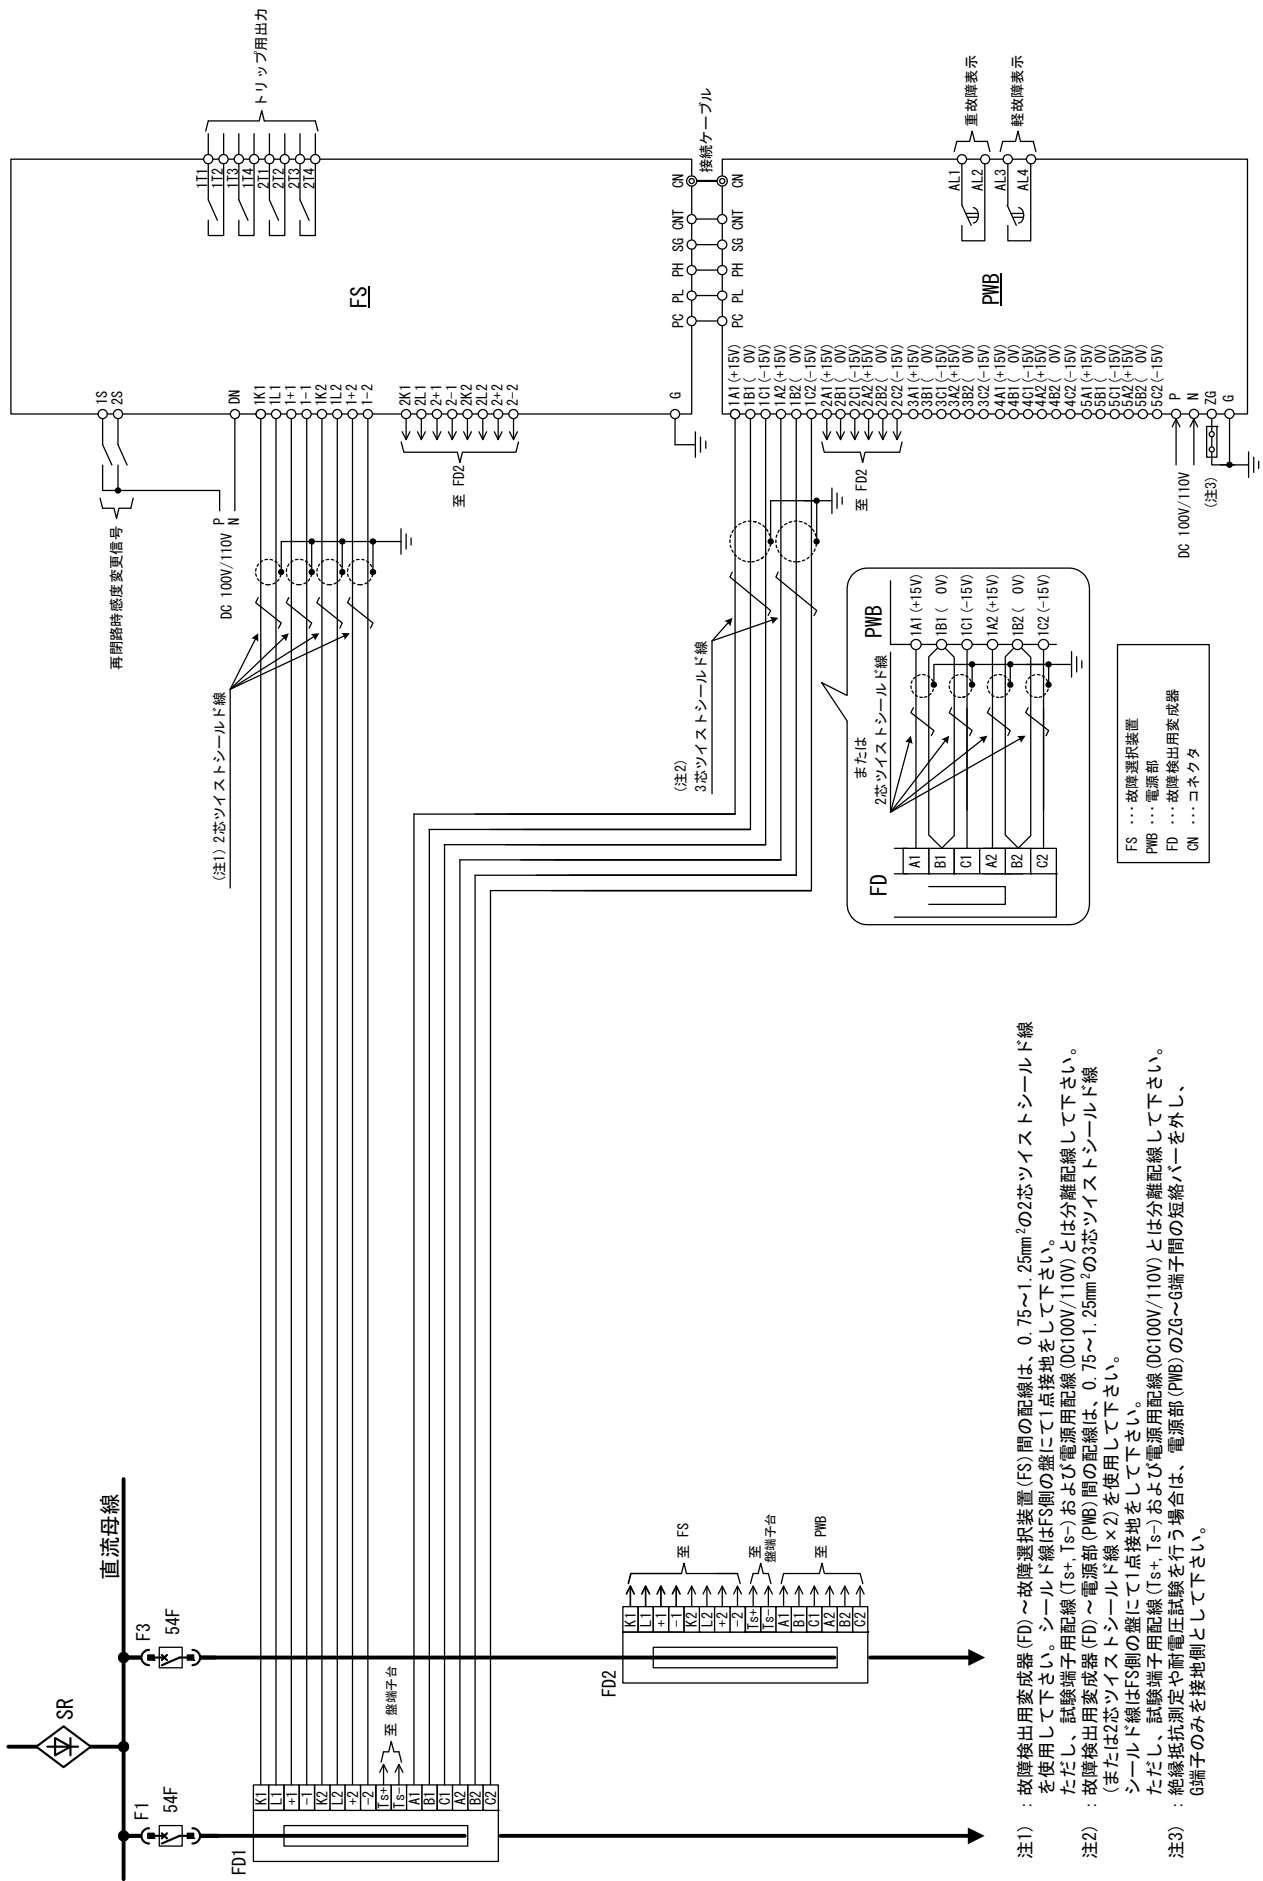 直流母線
SR
F1
54F
F3
54F
FD1
K1
L1
+1
-1
K2
L2
+2
-2
Ts+
Ts-
A1
B1
C1
A2
B2
C2
至 盤端子台
FD2
K1
L1
+1
-1
K2
L2
+2
-2
Ts+
Ts-
A1
B1
C1
A2
B2
C2
至 FS
至
盤端子台
至 PWB
(注1) 2芯ツイストシールド線
再閉路時感度変更信号
DC 100V/110V
P
N
1S
2S
DN
1K1
1L1
1+1
1-1
1K2
1L2
1+2
1-2
2K1
2L1
2+1
2-1
2K2
2L2
2+2
2-2
至 FD2
G
FS
1T1
1T2
1T3
1T4
2T1
2T2
2T3
2T4
トリップ用出力
PC PL PH SG CNT CN
接続ケーブル
PC PL PH SG CNT CN
(注2)
3芯ツイストシールド線
1A1(+15V)
1B1( 0V)
1C1(-15V)
1A2(+15V)
1B2( 0V)
1C2(-15V)
2A1(+15V)
2B1( 0V)
2C1(-15V)
2A2(+15V)
2B2( 0V)
2C2(-15V)
3A1(+15V)
3B1( 0V)
3C1(-15V)
3A2(+15V)
3B2( 0V)
3C2(-15V)
4A1(+15V)
4B1( 0V)
4C1(-15V)
4A2(+15V)
4B2( 0V)
4C2(-15V)
5A1(+15V)
5B1( 0V)
5C1(-15V)
5A2(+15V)
5B2( 0V)
5C2(-15V)
P
N
ZG
G
至 FD2
DC 100V/110V
(注3)
PWB
AL1
AL2
AL3
AL4
重故障表示
軽故障表示
または
2芯ツイストシールド線
FD
A1
B1
C1
A2
B2
C2
PWB
1A1(+15V)
1B1( 0V)
1C1(-15V)
1A2(+15V)
1B2( 0V)
1C2(-15V)
FS ･･･故障選択装置
PWB ･･･電源部
FD ･･･故障検出用変成器
CN ･･･コネクタ
注1) : 故障検出用変成器(FD)～故障選択装置(FS)間の配線は、0.75～1.25mm²の2芯ツイストシールド線
を使用して下さい。シールド線はFS側の盤にて1点接地をして下さい。
ただし、試験端子用配線(Ts+,Ts-)および電源用配線(DC100V/110V)とは分離配線して下さい。
注2) : 故障検出用変成器(FD)～電源部(PWB)間の配線は、0.75～1.25mm²の3芯ツイストシールド線
(または2芯ツイストシールド線×2)を使用して下さい。
シールド線はFS側の盤にて1点接地をして下さい。
ただし、試験端子用配線(Ts+,Ts-)および電源用配線(DC100V/110V)とは分離配線して下さい。
注3) : 絶縁抵抗測定や耐電圧試験を行う場合は、電源部(PWB)のZG～G端子間の短絡バーを外し、
G端子のみを接地側として下さい。